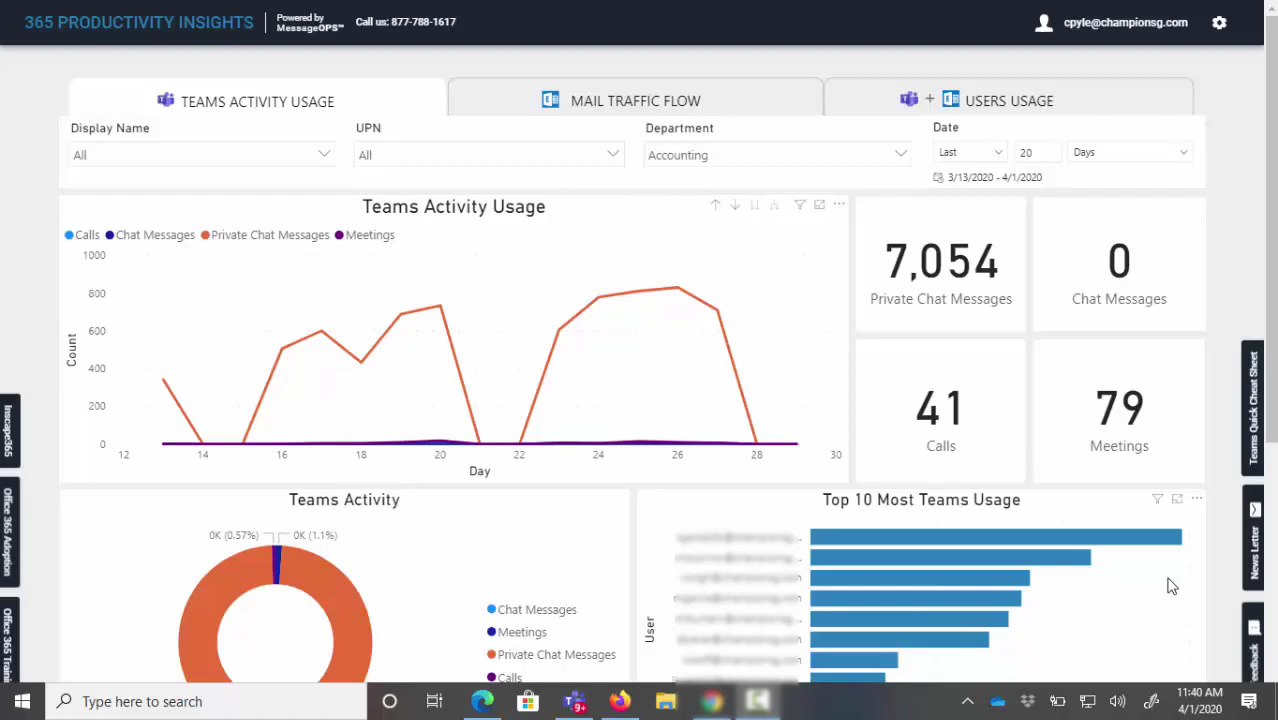 365 PRODUCTIVITY INSIGHTS
Powered by
MessageOPS™
Call us: 877-788-1617
cpyle@championsg.com
TEAMS ACTIVITY USAGE
MAIL TRAFFIC FLOW
+ USERS USAGE
Display Name
UPN
Department
Date
All
All
Accounting
Last
20
Days
3/13/2020 - 4/1/2020
Teams Activity Usage
Calls Chat Messages Private Chat Messages Meetings
1000
800
600
400
200
0
Count
12 14 16 18 20 22 24 26 28 30
Day
7,054
Private Chat Messages
0
Chat Messages
41
Calls
79
Meetings
Teams Activity
0K (0.57%)
0K (1.1%)
Chat Messages
Meetings
Private Chat Messages
Calls
Top 10 Most Teams Usage
User
Inscape365
Office 365 Adoption
Office 365
Teams Quick Cheat Sheet
News Letter
Type here to search
9+
11:40 AM
4/1/2020